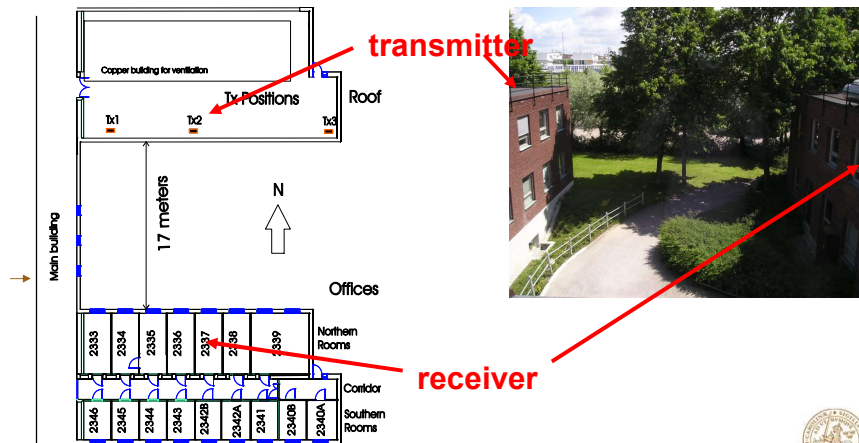 transmitter
Copper building for ventilation
Tx Positions
Roof
Tx1
Tx2
Tx3
17 meters
N
Main building
Offices
2333
2334
2335
2336
2337
2338
2339
Northern
Rooms
receiver
Corridor
2346
2345
2344
2343
2342B
2342A
2341
2340B
2340A
Southern
Rooms